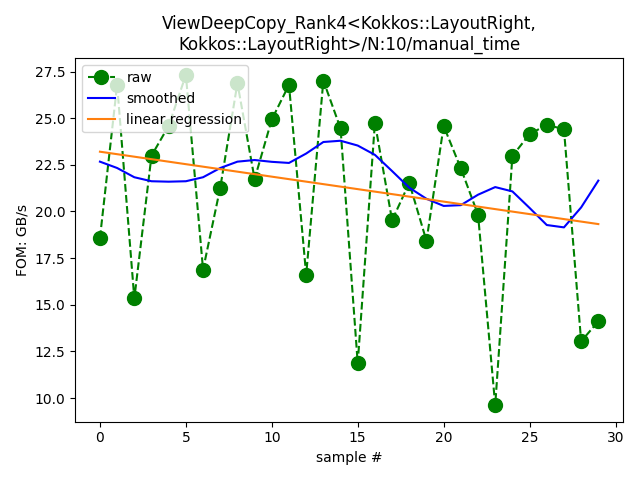 ViewDeepCopy_Rank4<Kokkos::LayoutRight,
Kokkos::LayoutRight>/N:10/manual_time
raw
smoothed
linear regression
FOM: GB/s
27.5
25.0
22.5
20.0
17.5
15.0
12.5
10.0
0
5
10
15
20
25
30
sample #